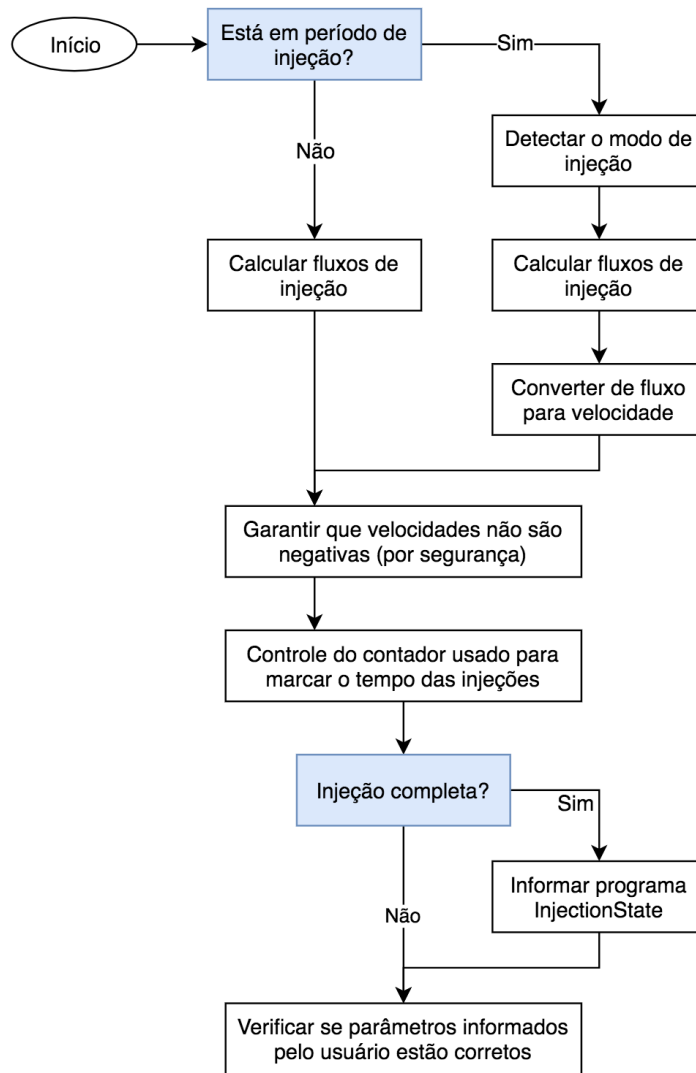 Início
Está em período de
injeção?
Sim
Não
Detectar o modo de
injeção
Calcular fluxos de
injeção
Calcular fluxos de
injeção
Converter de fluxo
para velocidade
Garantir que velocidades não são
negativas (por segurança)
Controle do contador usado para
marcar o tempo das injeções
Injeção completa?
Sim
Não
Informar programa
InjectionState
Verificar se parâmetros informados
pelo usuário estão corretos